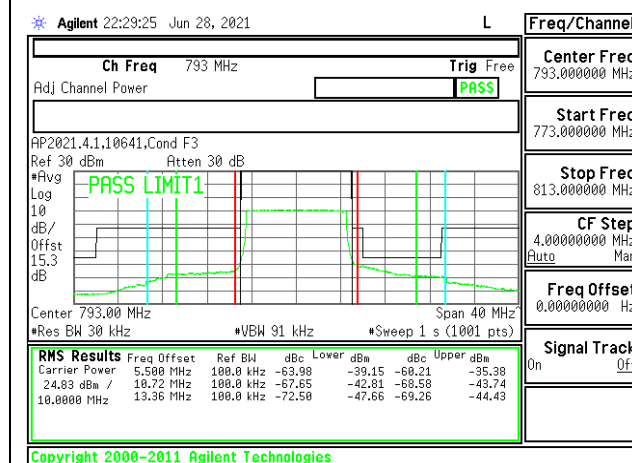 Agilent 22:29:25 Jun 28, 2021 L
Ch Freq 793 MHz Trig Free
Adj Channel Power PASS
AP2021.4.1,10641,Cond F3
Ref 30 dBm Atten 30 dB
#Avg
Log
10
dB/
Offst
15.3
dB
PASS LIMIT1
Center 793.00 MHz Span 40 MHz
#Res BW 30 kHz #VBW 91 kHz #Sweep 1 s (1001 pts)
RMS Results Freq Offset Ref BW dBc Lower dBm dBc Upper dBm
Carrier Power 5.500 MHz 100.0 kHz -63.98 -39.15 -60.21 -35.38
24.83 dBm / 10.72 MHz 100.0 kHz -67.65 -42.81 -68.58 -43.74
10.0000 MHz 13.36 MHz 100.0 kHz -72.50 -47.66 -69.26 -44.43
Copyright 2000-2011 Agilent Technologies
Freq/Channel
Center Freq
793.000000 MHz
Start Freq
773.000000 MHz
Stop Freq
813.000000 MHz
CF Step
4.00000000 MHz
Auto Man
Freq Offset
0.00000000 Hz
Signal Track
On Off